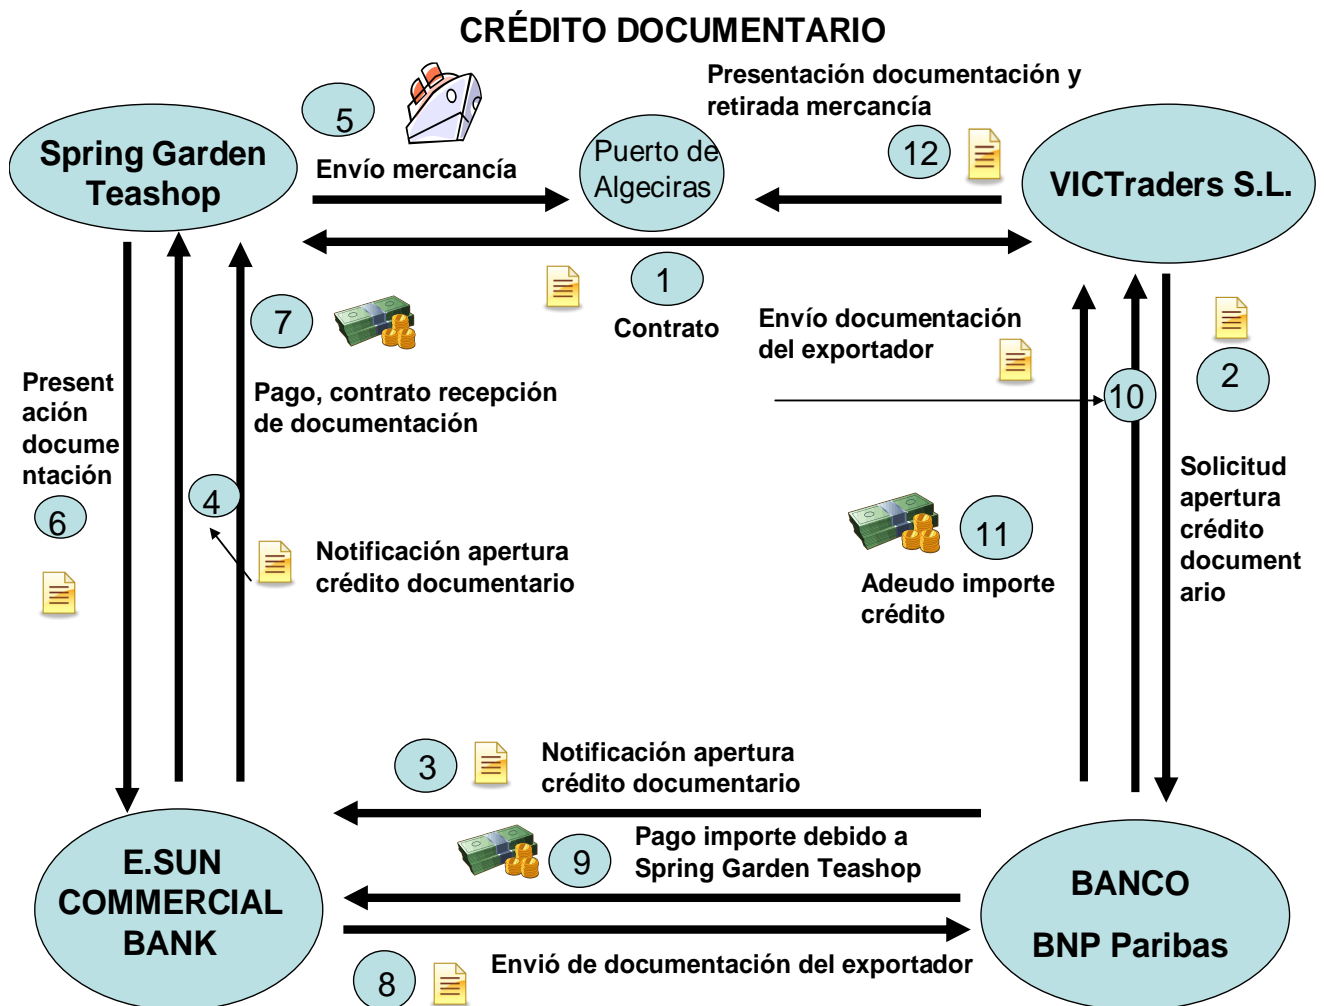 CRÉDITO DOCUMENTARIO
Presentación documentación y
retirada mercancía
5
Envío mercancía
Spring Garden
Teashop
Puerto de
Algeciras
12
VICTraders S.L.
1
Contrato
7
Pago, contrato recepción
de documentación
Envío documentación
del exportador
10
2
Present
ación
docume
ntación
6
4
Notificación apertura
crédito documentario
11
Adeudo importe
crédito
Solicitud
apertura
crédito
document
ario
3
Notificación apertura
crédito documentario
9
Pago importe debido a
Spring Garden Teashop
E.SUN
COMMERCIAL
BANK
BANCO
BNP Paribas
8
Envió de documentación del exportador